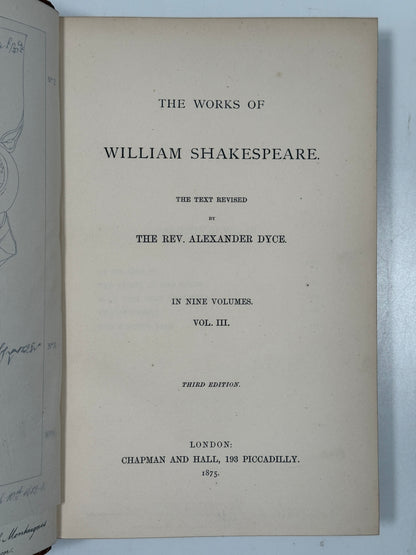 THE WORKS OF
WILLIAM SHAKESPEARE.
THE TEXT REVISED
BY
THE REV. ALEXANDER DYCE.
IN NINE VOLUMES.
VOL. III.
THIRD EDITION.
LONDON:
CHAPMAN AND HALL, 193 PICCADILLY.
1875.